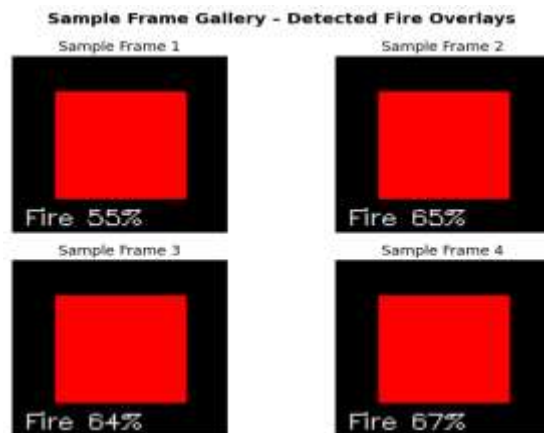 Sample Frame Gallery - Detected Fire Overlays
Sample Frame 1
Sample Frame 2
Fire 55%
Fire 65%
Sample Frame 3
Sample Frame 4
Fire 64%
Fire 67%